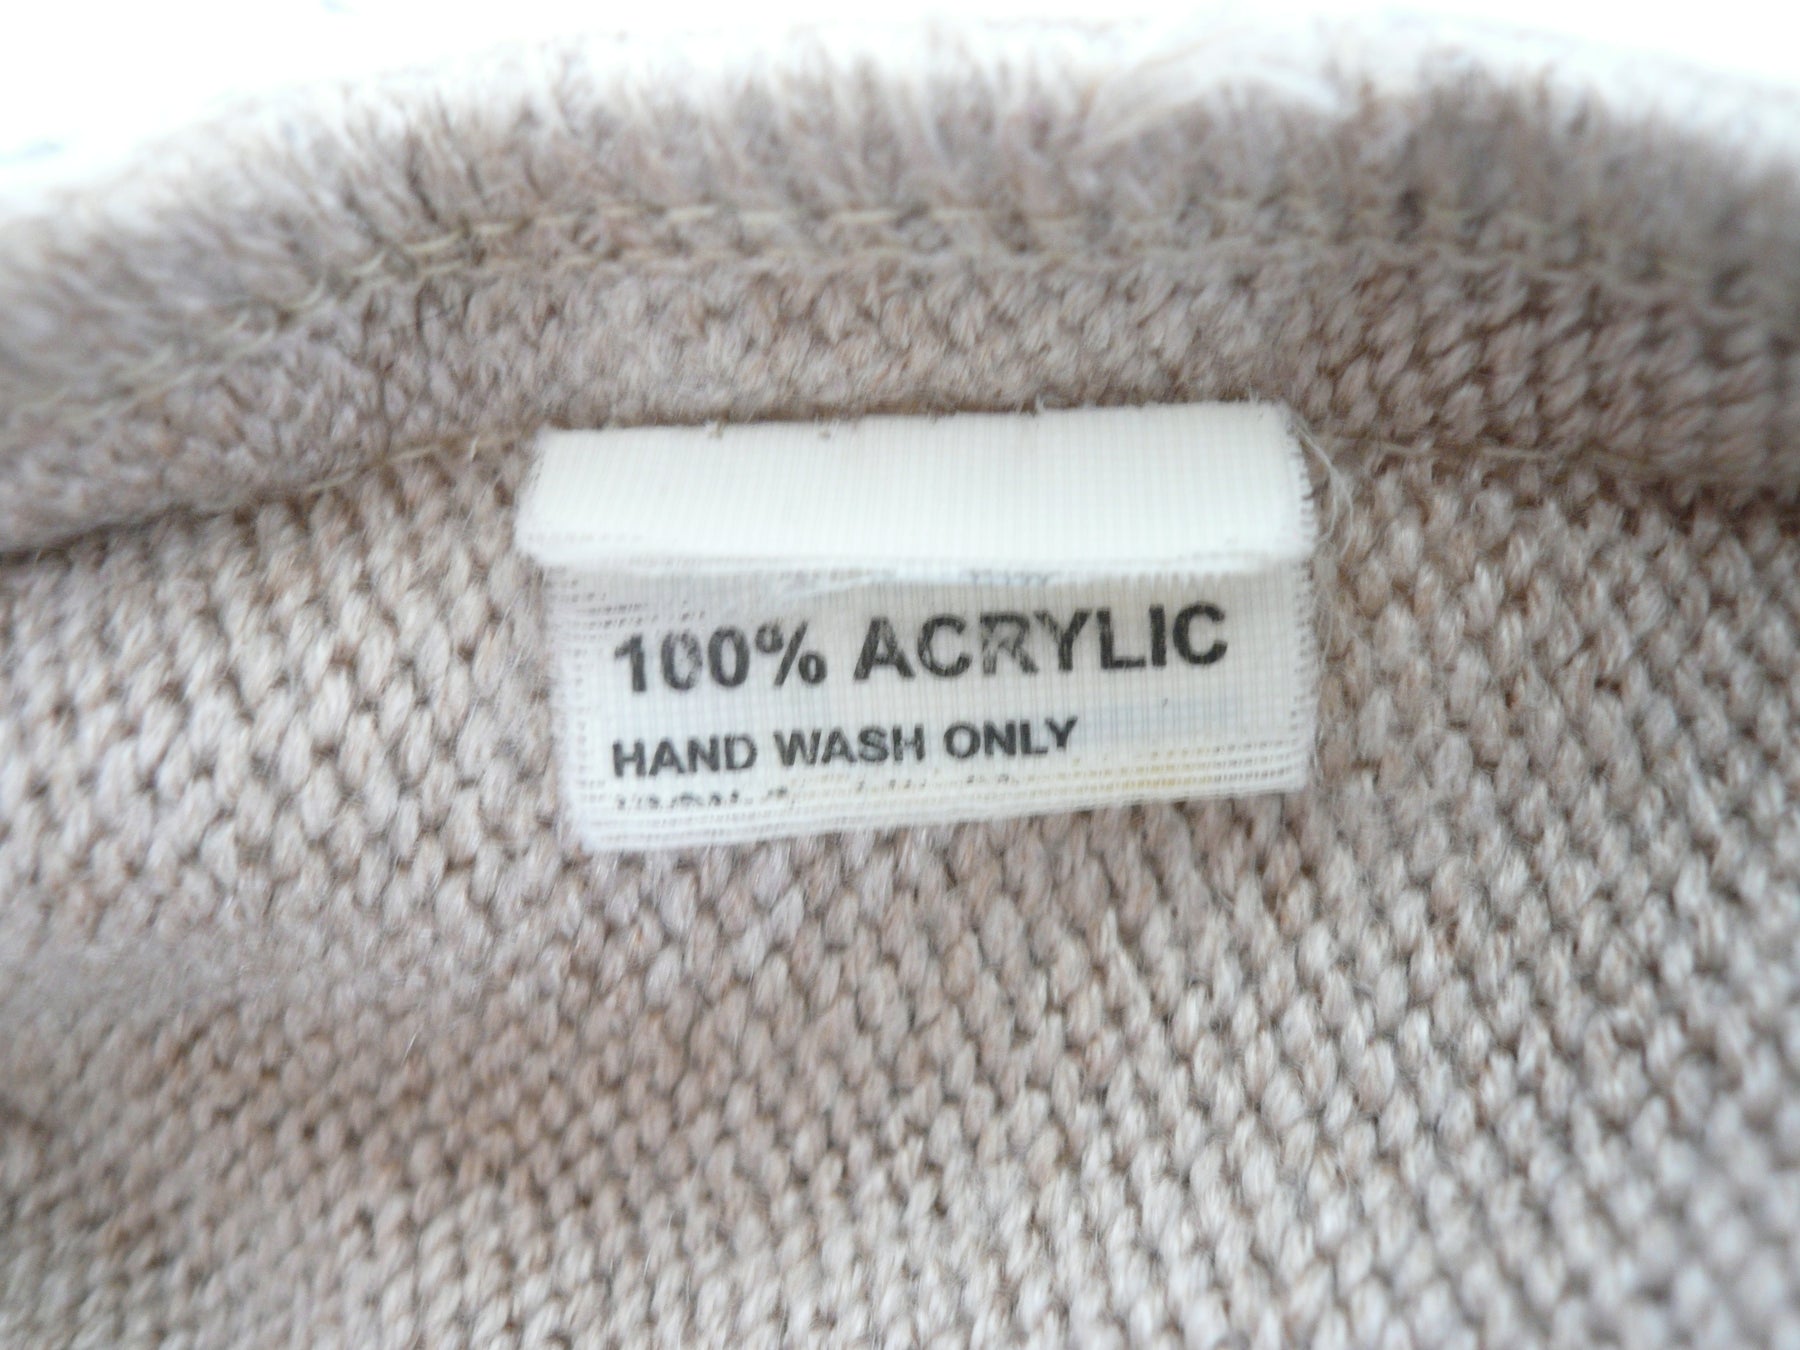 100% ACRYLIC
HAND WASH ONLY